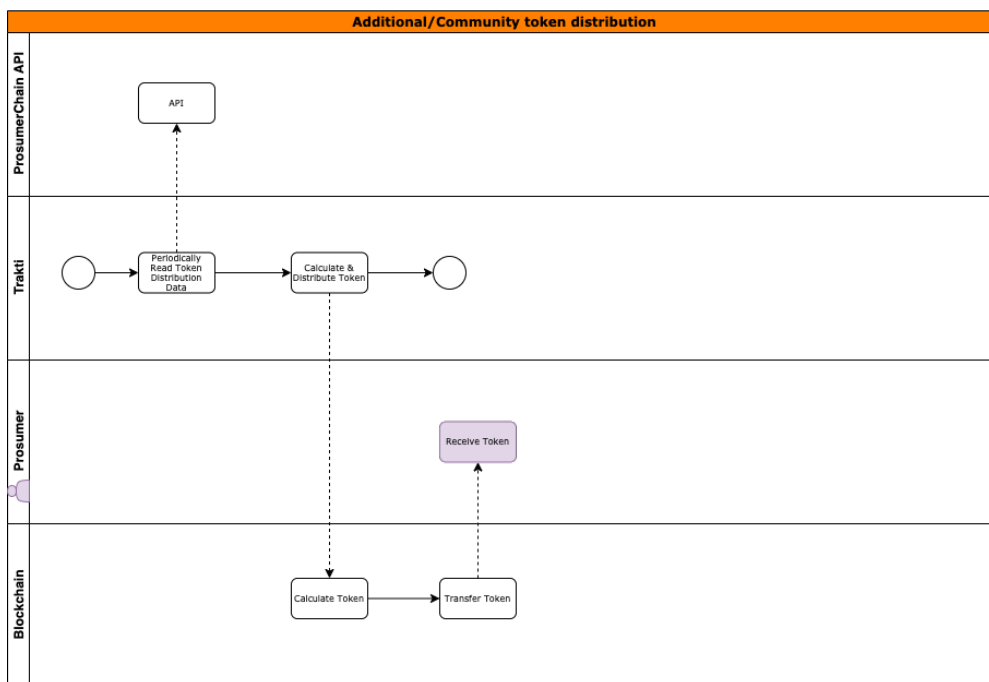 Additional/Community token distribution
ProsumerChain API
API
Trakti
Periodically
Read Token
Distribution
Data
Calculate &
Distribute Token
Prosumer
Receive Token
Blockchain
Calculate Token
Transfer Token